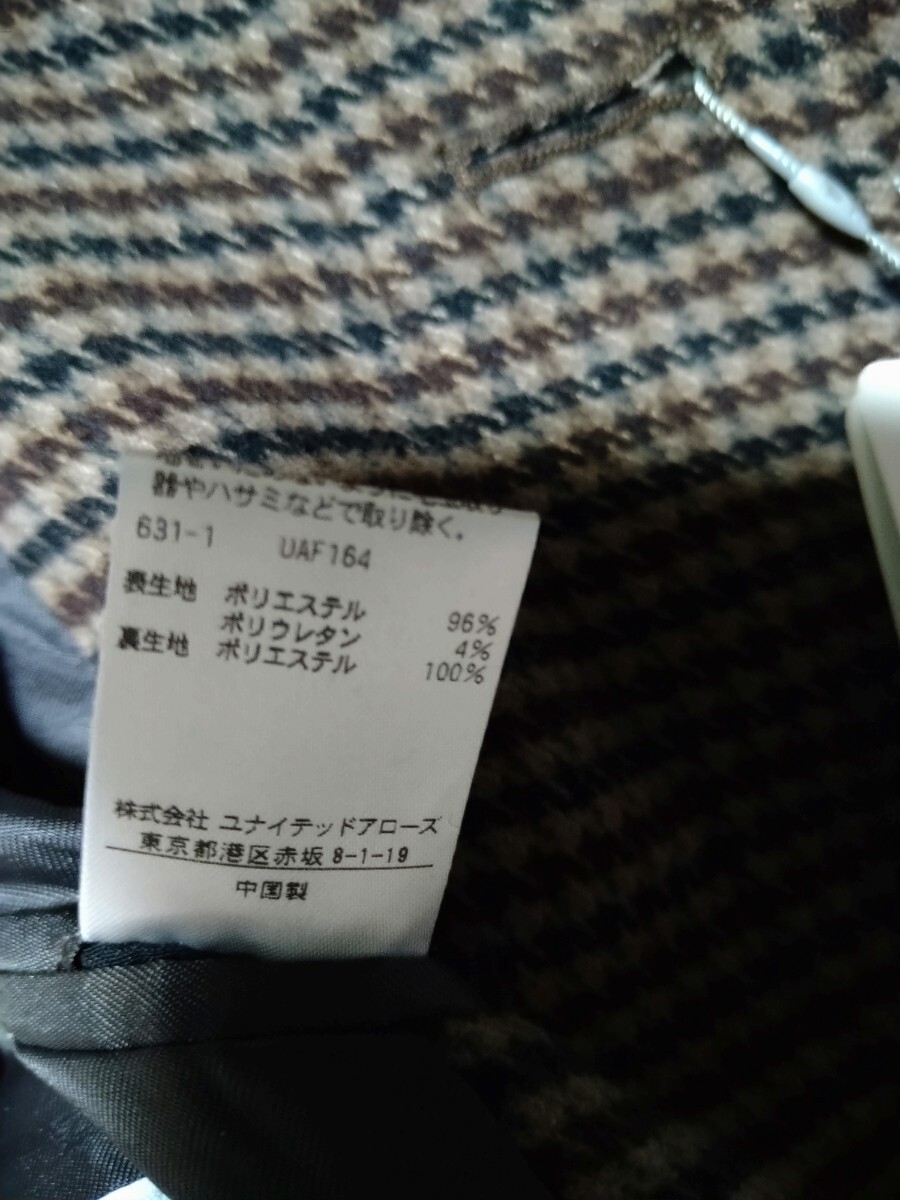 器やハサミなどで取り除く。
631-1 UAF164
表生地 ポリエステル 96%
ポリウレタン 4%
裏生地 ポリエステル 100%
株式会社 ユナイテッドアローズ
東京都港区赤坂 8-1-19
中国製